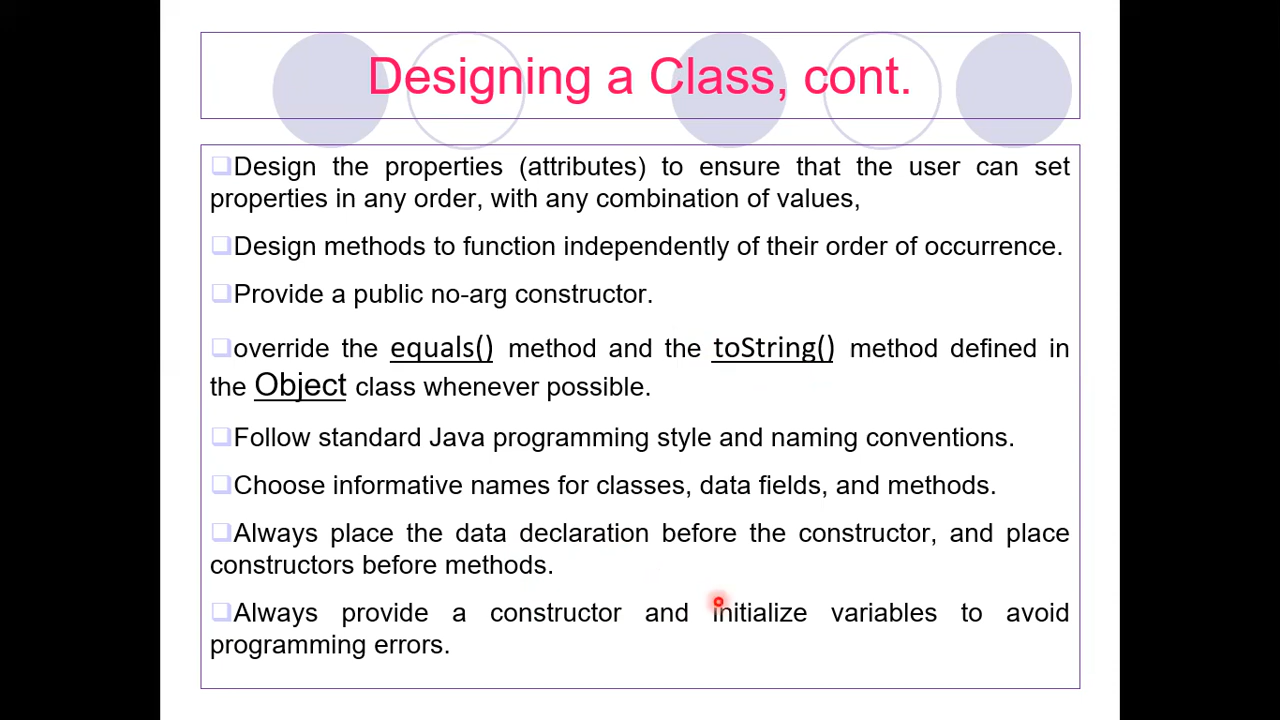 Designing a Class, cont.
❑Design the properties (attributes) to ensure that the user can set
properties in any order, with any combination of values,
❑Design methods to function independently of their order of occurrence.
❑Provide a public no-arg constructor.
❑override the equals() method and the toString() method defined in
the Object class whenever possible.
❑Follow standard Java programming style and naming conventions.
❑Choose informative names for classes, data fields, and methods.
❑Always place the data declaration before the constructor, and place
constructors before methods.
❑Always provide a constructor and initialize variables to avoid
programming errors.